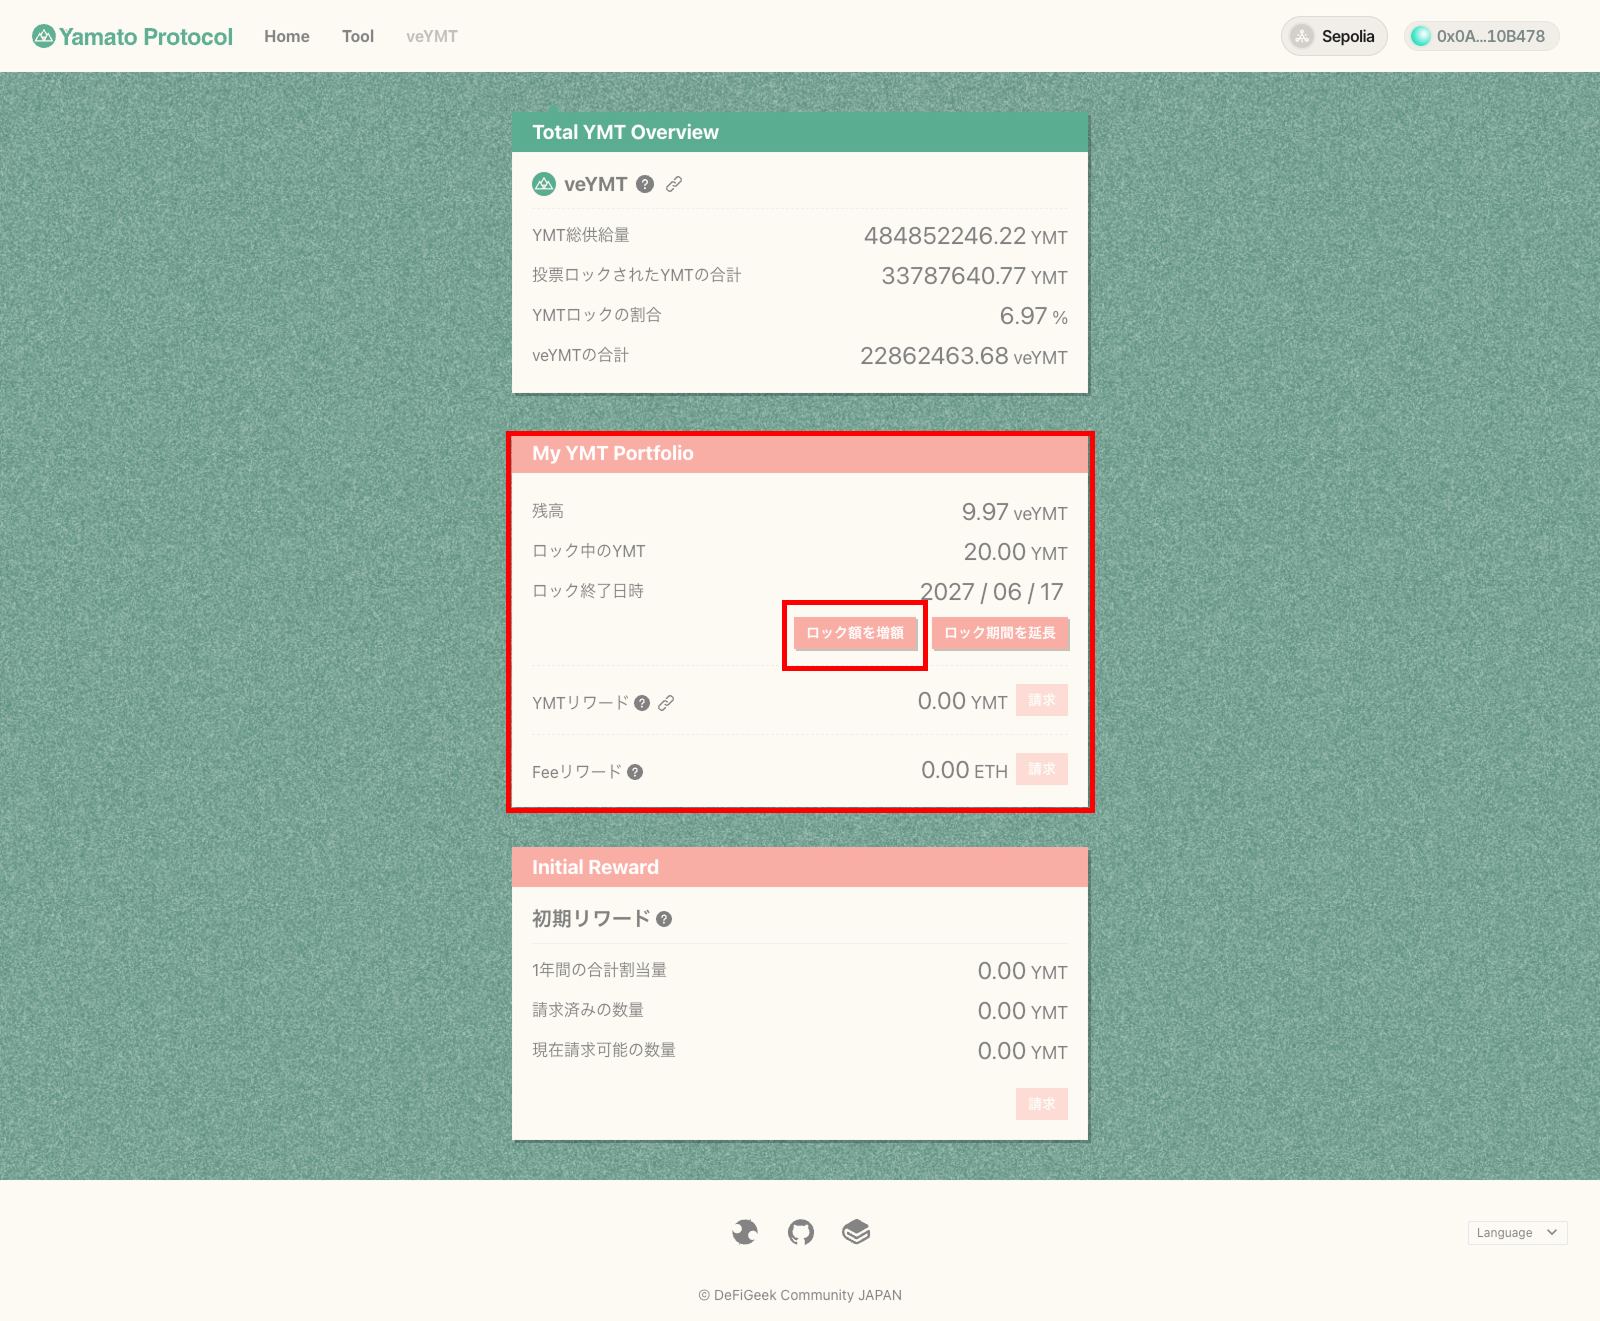 Yamato Protocol Home Tool veYMT Sepolia 0x0A...10B478
Total YMT Overview
veYMT
YMT総供給量 484852246.22 YMT
投票ロックされたYMTの合計 33787640.77 YMT
YMTロックの割合 6.97 %
veYMTの合計 22862463.68 veYMT
My YMT Portfolio
残高 9.97 veYMT
ロック中のYMT 20.00 YMT
ロック終了日時 2027 / 06 / 17
ロック額を増額 ロック期間を延長
YMTリワード 0.00 YMT 請求
Feeリワード 0.00 ETH 請求
Initial Reward
初期リワード
1年間の合計割当量 0.00 YMT
請求済みの数量 0.00 YMT
現在請求可能の数量 0.00 YMT
請求
Language
© DeFiGeek Community JAPAN